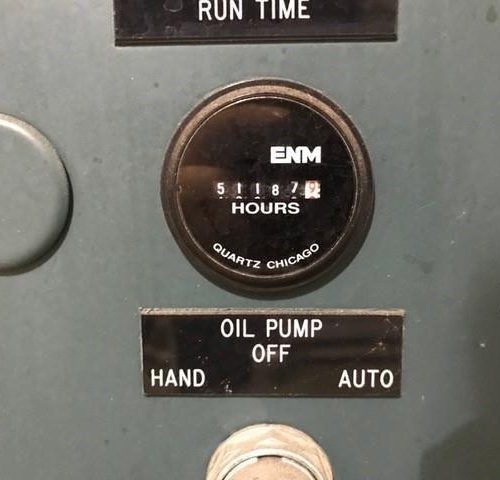 RUN TIME
ENM
51187
HOURS
QUARTZ CHICAGO
OIL PUMP
OFF
HAND AUTO